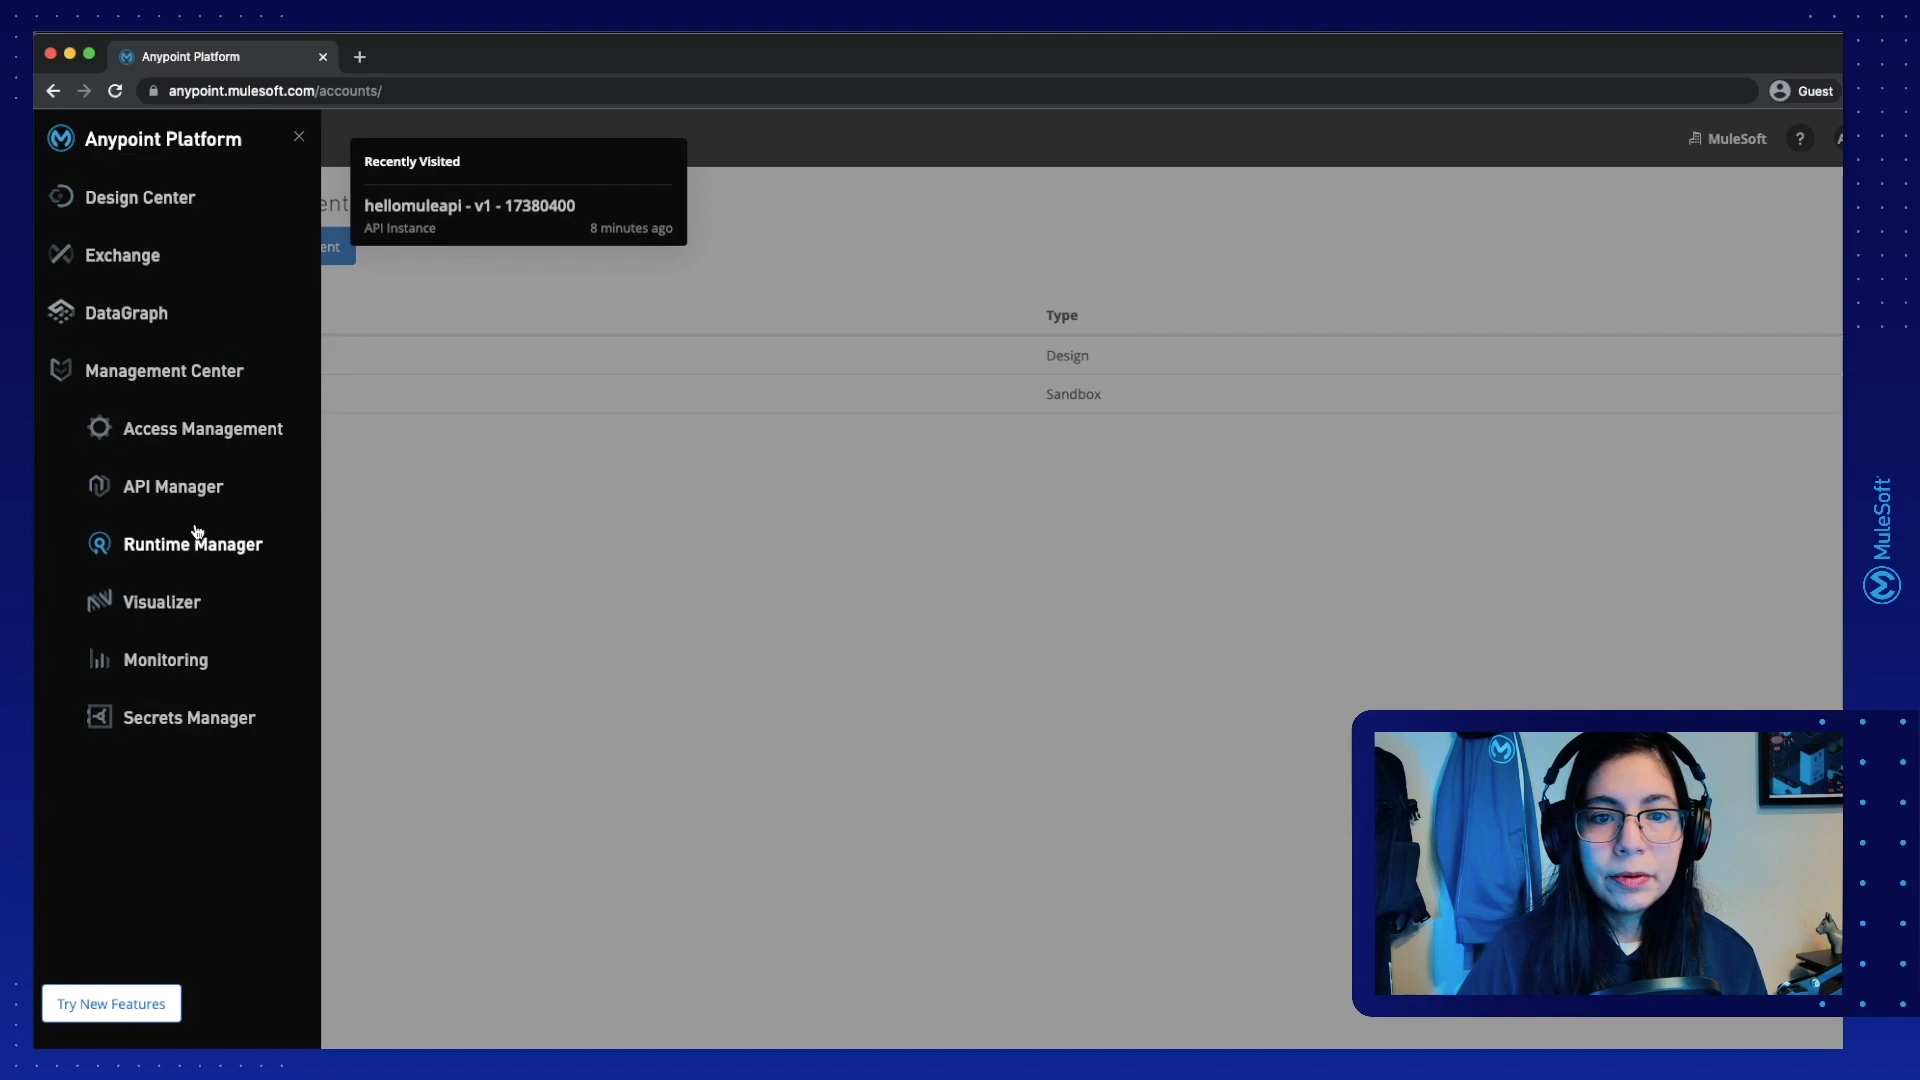 Anypoint Platform
anypoint.mulesoft.com/accounts/
Guest
Anypoint Platform
MuleSoft
?
Recently Visited
hellomuleapi - v1 - 17380400
API Instance
8 minutes ago
ent
ent
Design Center
Exchange
DataGraph
Management Center
Access Management
API Manager
Runtime Manager
Visualizer
Monitoring
Secrets Manager
Type
Design
Sandbox
Try New Features
MuleSoft